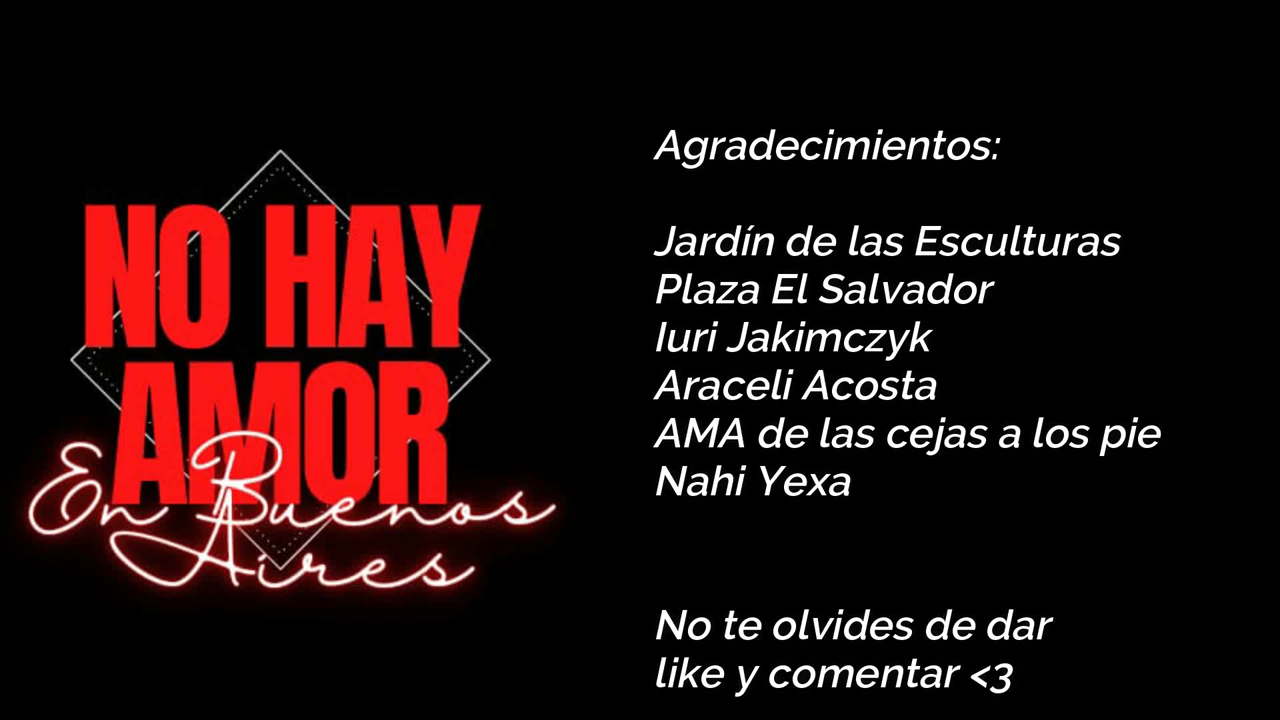 NO HAY
AMOR
En Buenos
Aires
Agradecimientos:
Jardín de las Esculturas
Plaza El Salvador
Iuri Jakimczyk
Araceli Acosta
AMA de las cejas a los pie
Nahi Yexa
No te olvides de dar
like y comentar <3